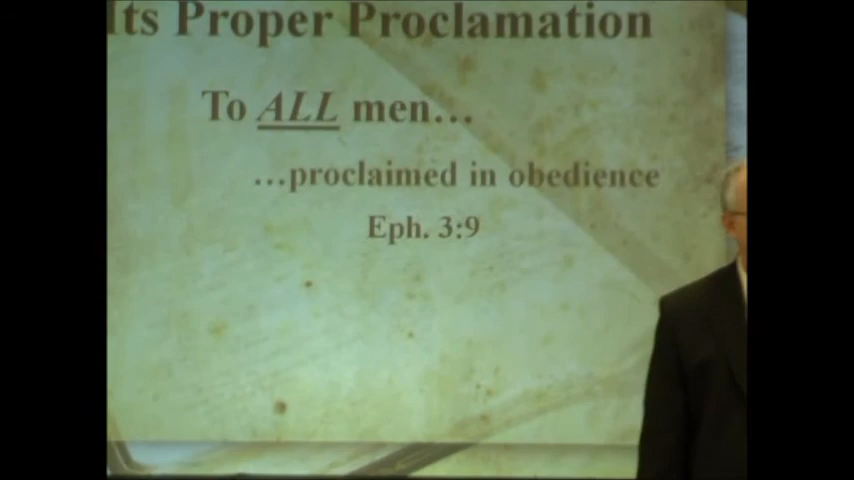 Its Proper Proclamation
To ALL men...
...proclaimed in obedience
Eph. 3:9